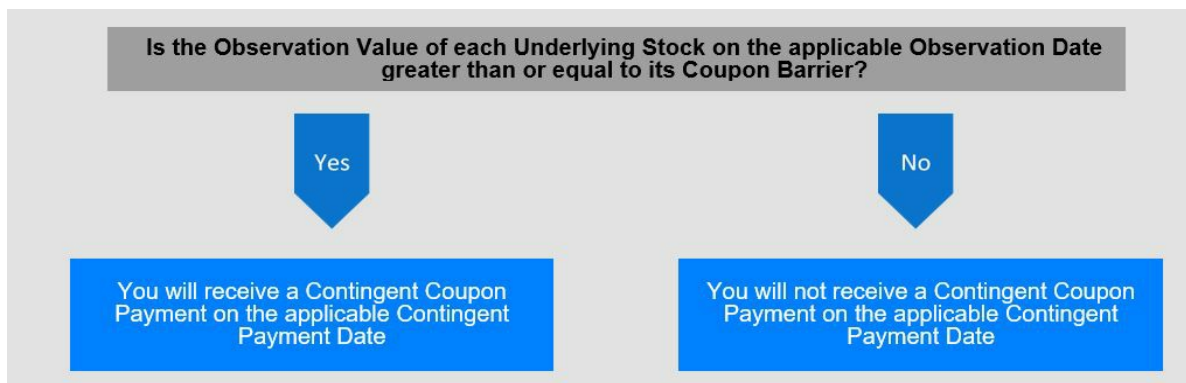 Is the Observation Value of each Underlying Stock on the applicable Observation Date
greater than or equal to its Coupon Barrier?
Yes
No
You will receive a Contingent Coupon
Payment on the applicable Contingent
Payment Date
You will not receive a Contingent Coupon
Payment on the applicable Contingent
Payment Date